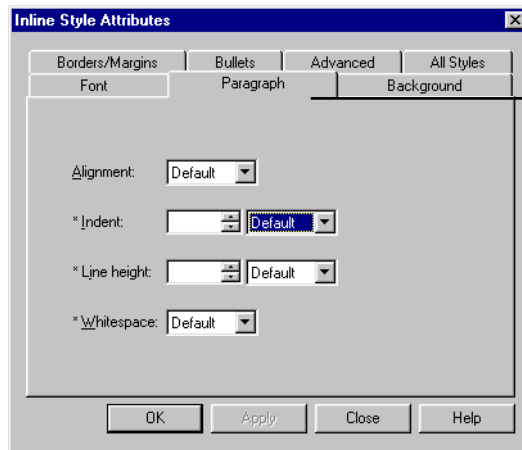 Inline Style Attributes
Borders/Margins Bullets Advanced All Styles
Font Paragraph Background
Alignment: Default
* Indent: Default
* Line height: Default
* Whitespace: Default
OK Apply Close Help